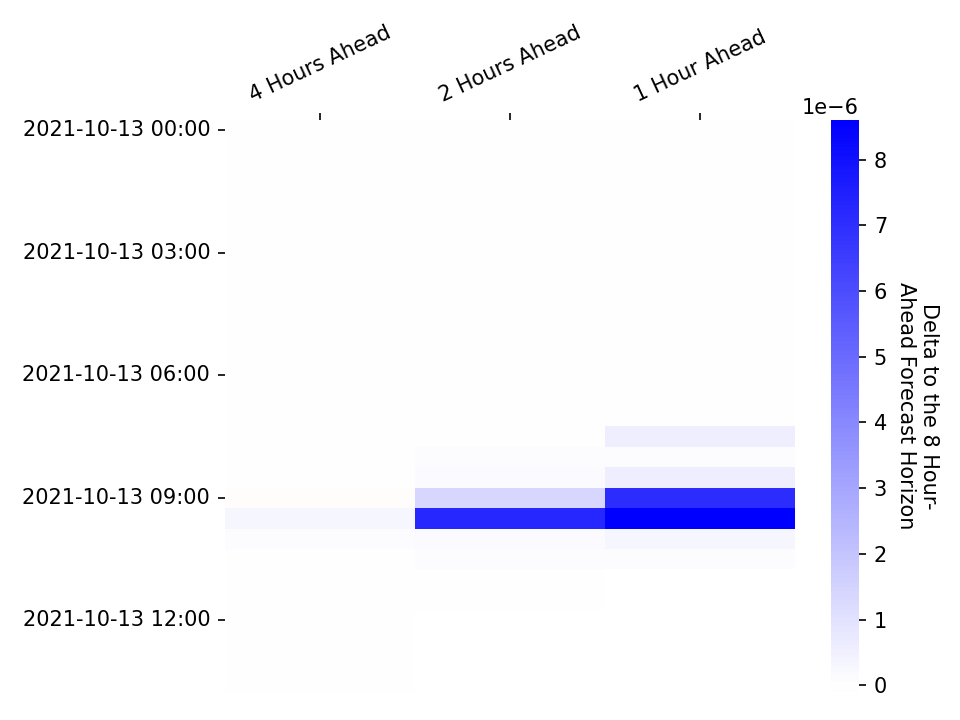 4 Hours Ahead
2 Hours Ahead
1 Hour Ahead
1e−6
2021-10-13 00:00
2021-10-13 03:00
2021-10-13 06:00
2021-10-13 09:00
2021-10-13 12:00
8
7
6
5
4
3
2
1
0
Delta to the 8 Hour-
Ahead Forecast Horizon